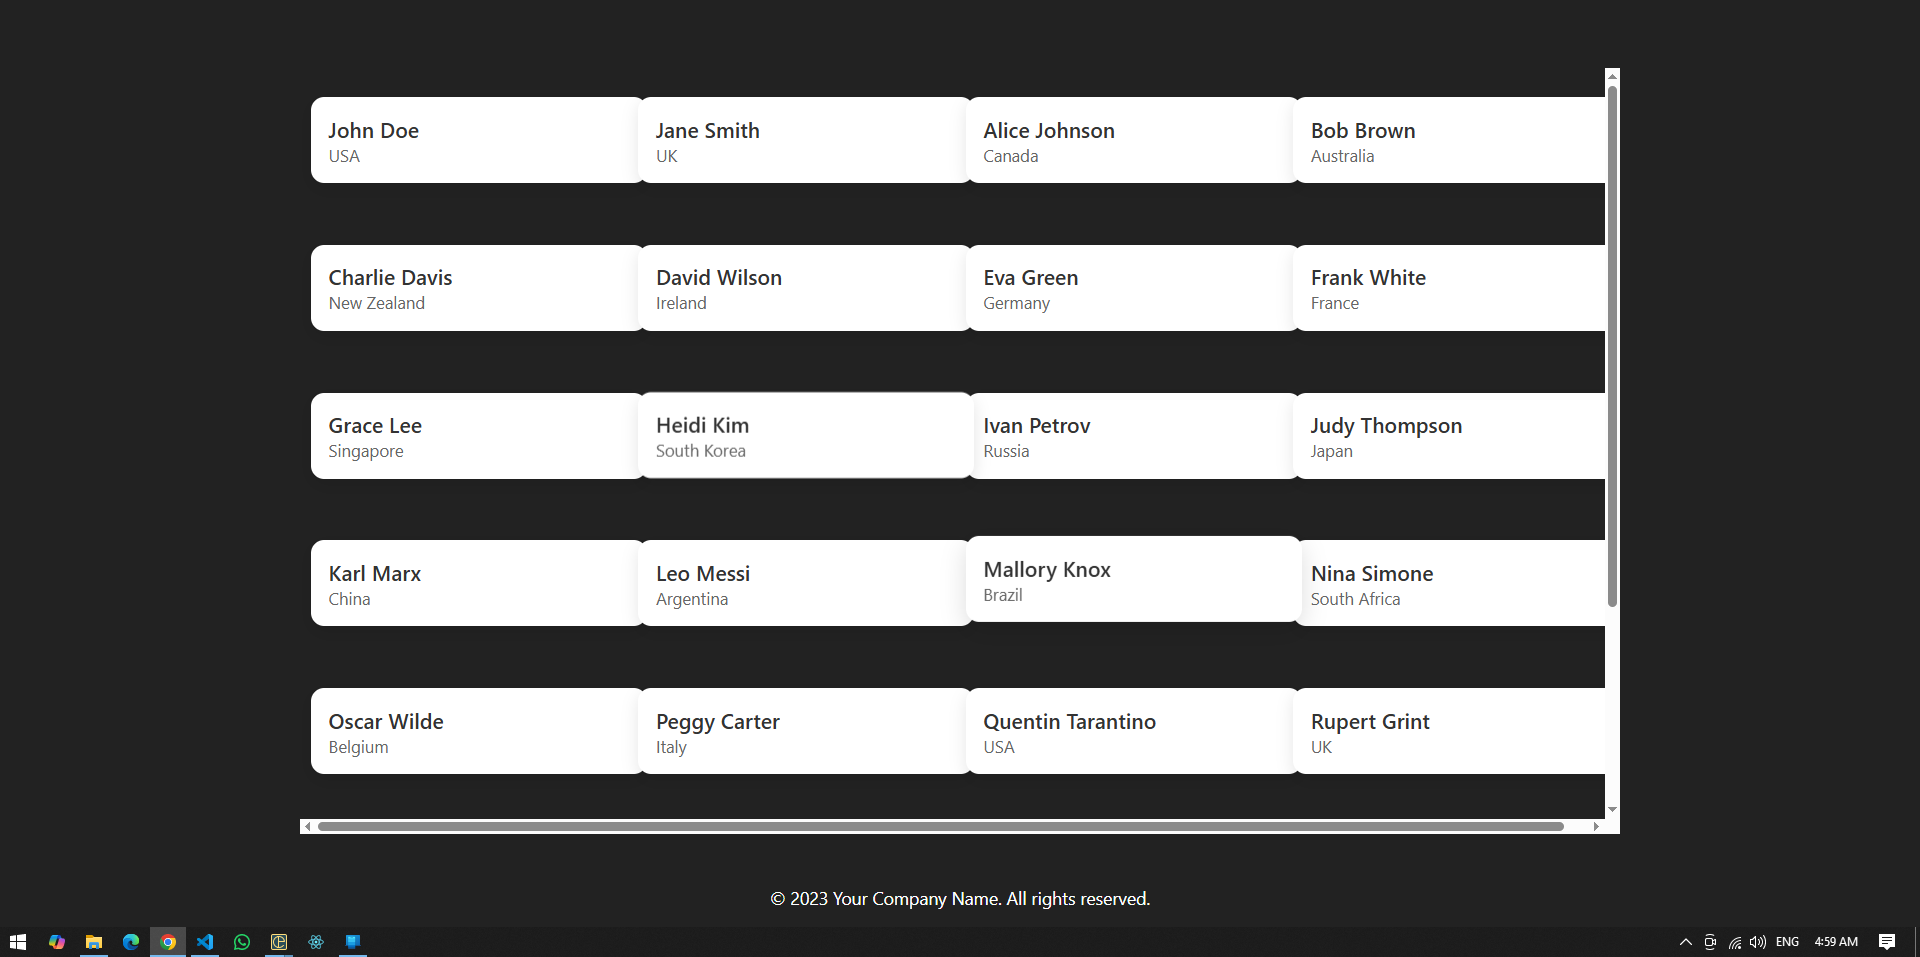 John Doe
USA
Jane Smith
UK
Alice Johnson
Canada
Bob Brown
Australia
Charlie Davis
New Zealand
David Wilson
Ireland
Eva Green
Germany
Frank White
France
Grace Lee
Singapore
Heidi Kim
South Korea
Ivan Petrov
Russia
Judy Thompson
Japan
Karl Marx
China
Leo Messi
Argentina
Mallory Knox
Brazil
Nina Simone
South Africa
Oscar Wilde
Belgium
Peggy Carter
Italy
Quentin Tarantino
USA
Rupert Grint
UK
© 2023 Your Company Name. All rights reserved.
ENG
4:59 AM